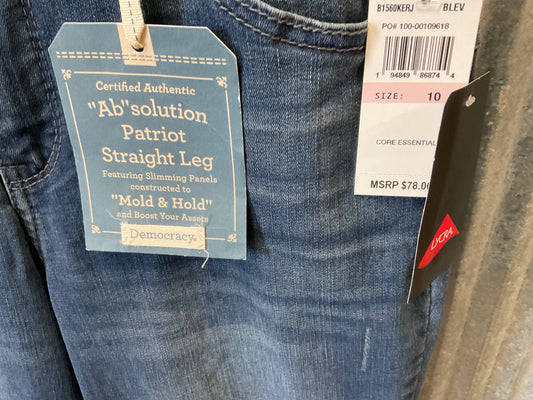 Certified Authentic
"Ab"solution
Patriot
Straight Leg
Featuring Slimming Panels
constructed to
"Mold & Hold"
and Boost Your Assets
Democracy
B1560KERJ BLEV
PO# 100-00109618
1 94849 86874 4
SIZE: 10
CORE ESSENTIAL
MSRP $78.00
LYCRA